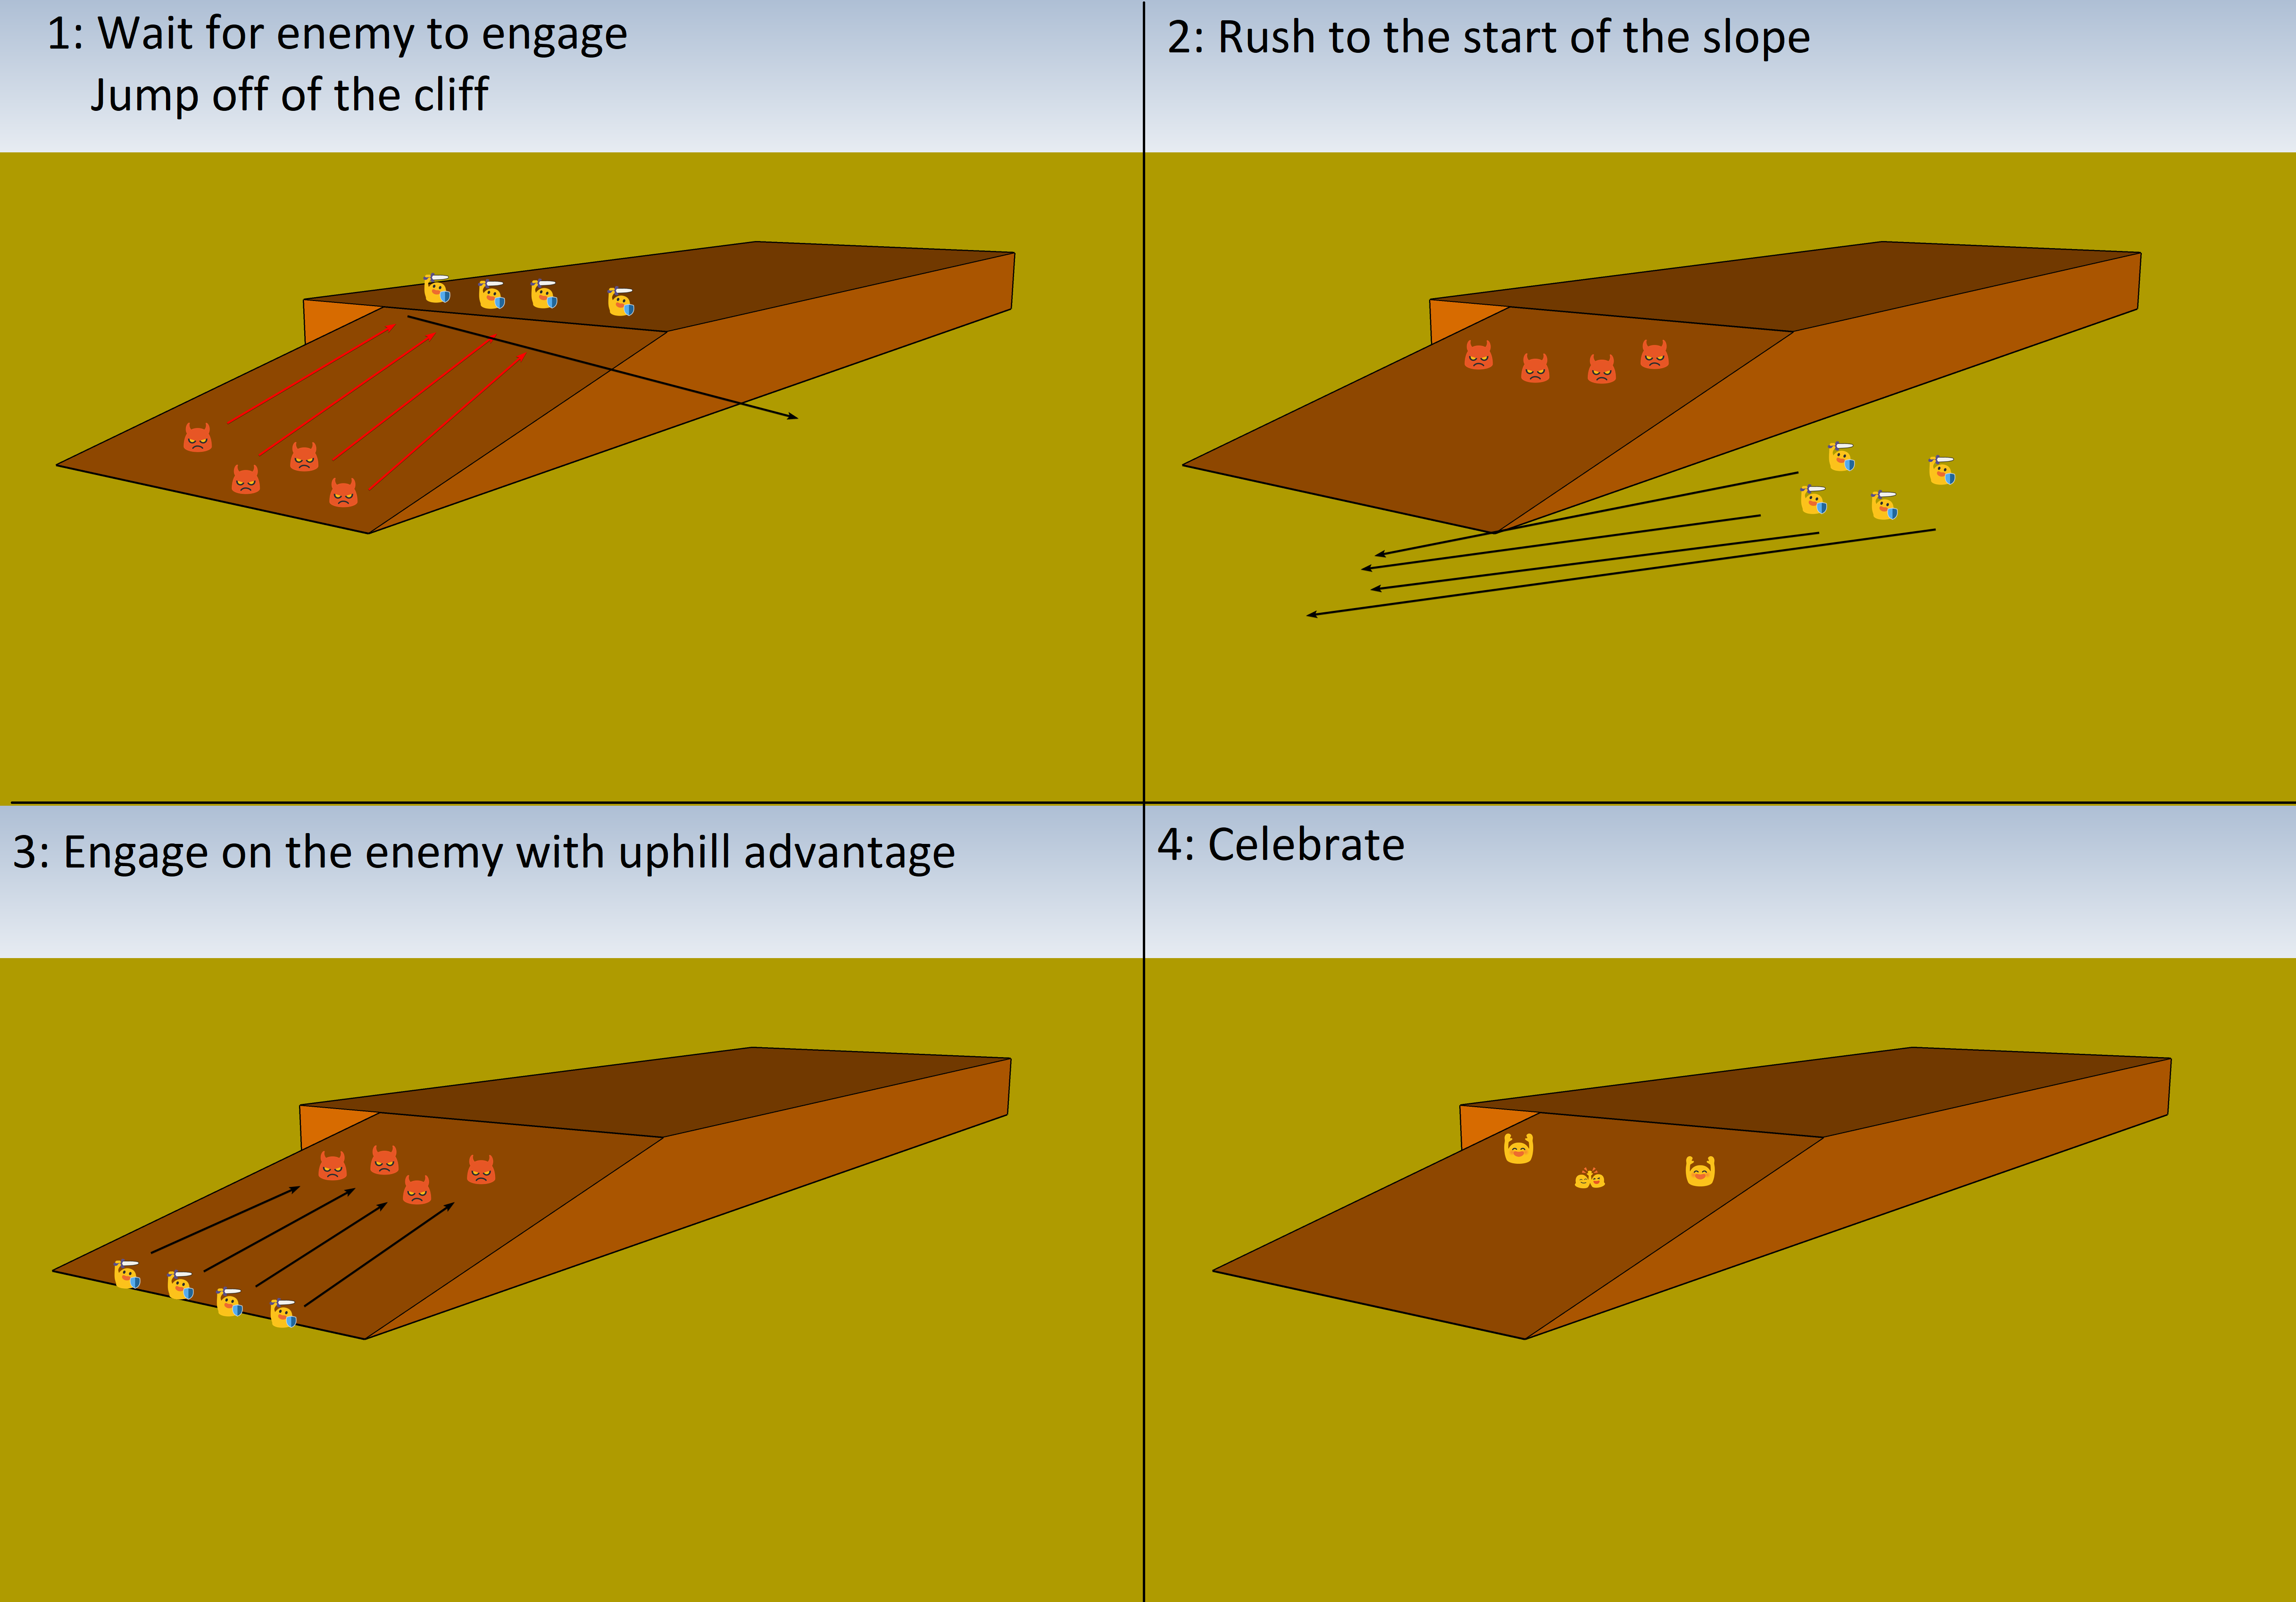 1: Wait for enemy to engage
Jump off of the cliff
2: Rush to the start of the slope
3: Engage on the enemy with uphill advantage
4: Celebrate